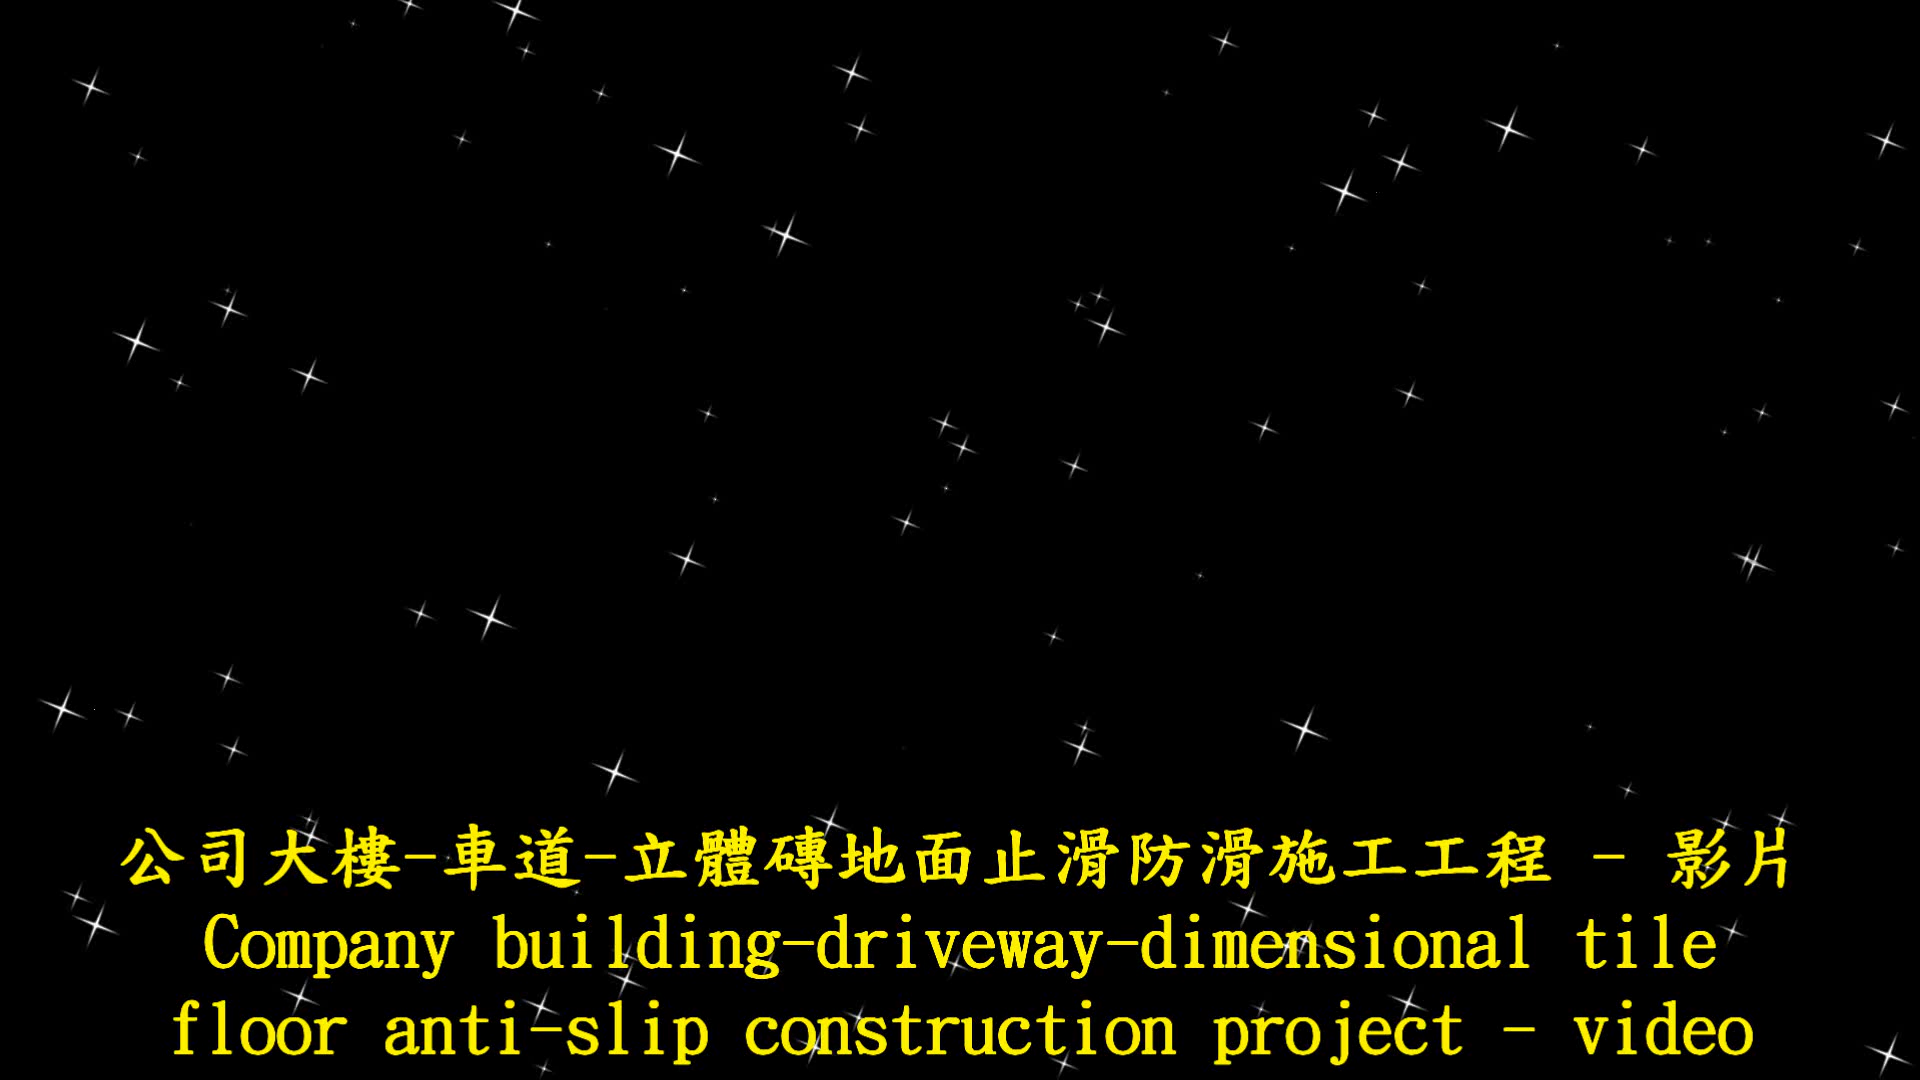 公司大樓-車道-立體磚地面止滑防滑施工工程 - 影片
Company building-driveway-dimensional tile
floor anti-slip construction project - video